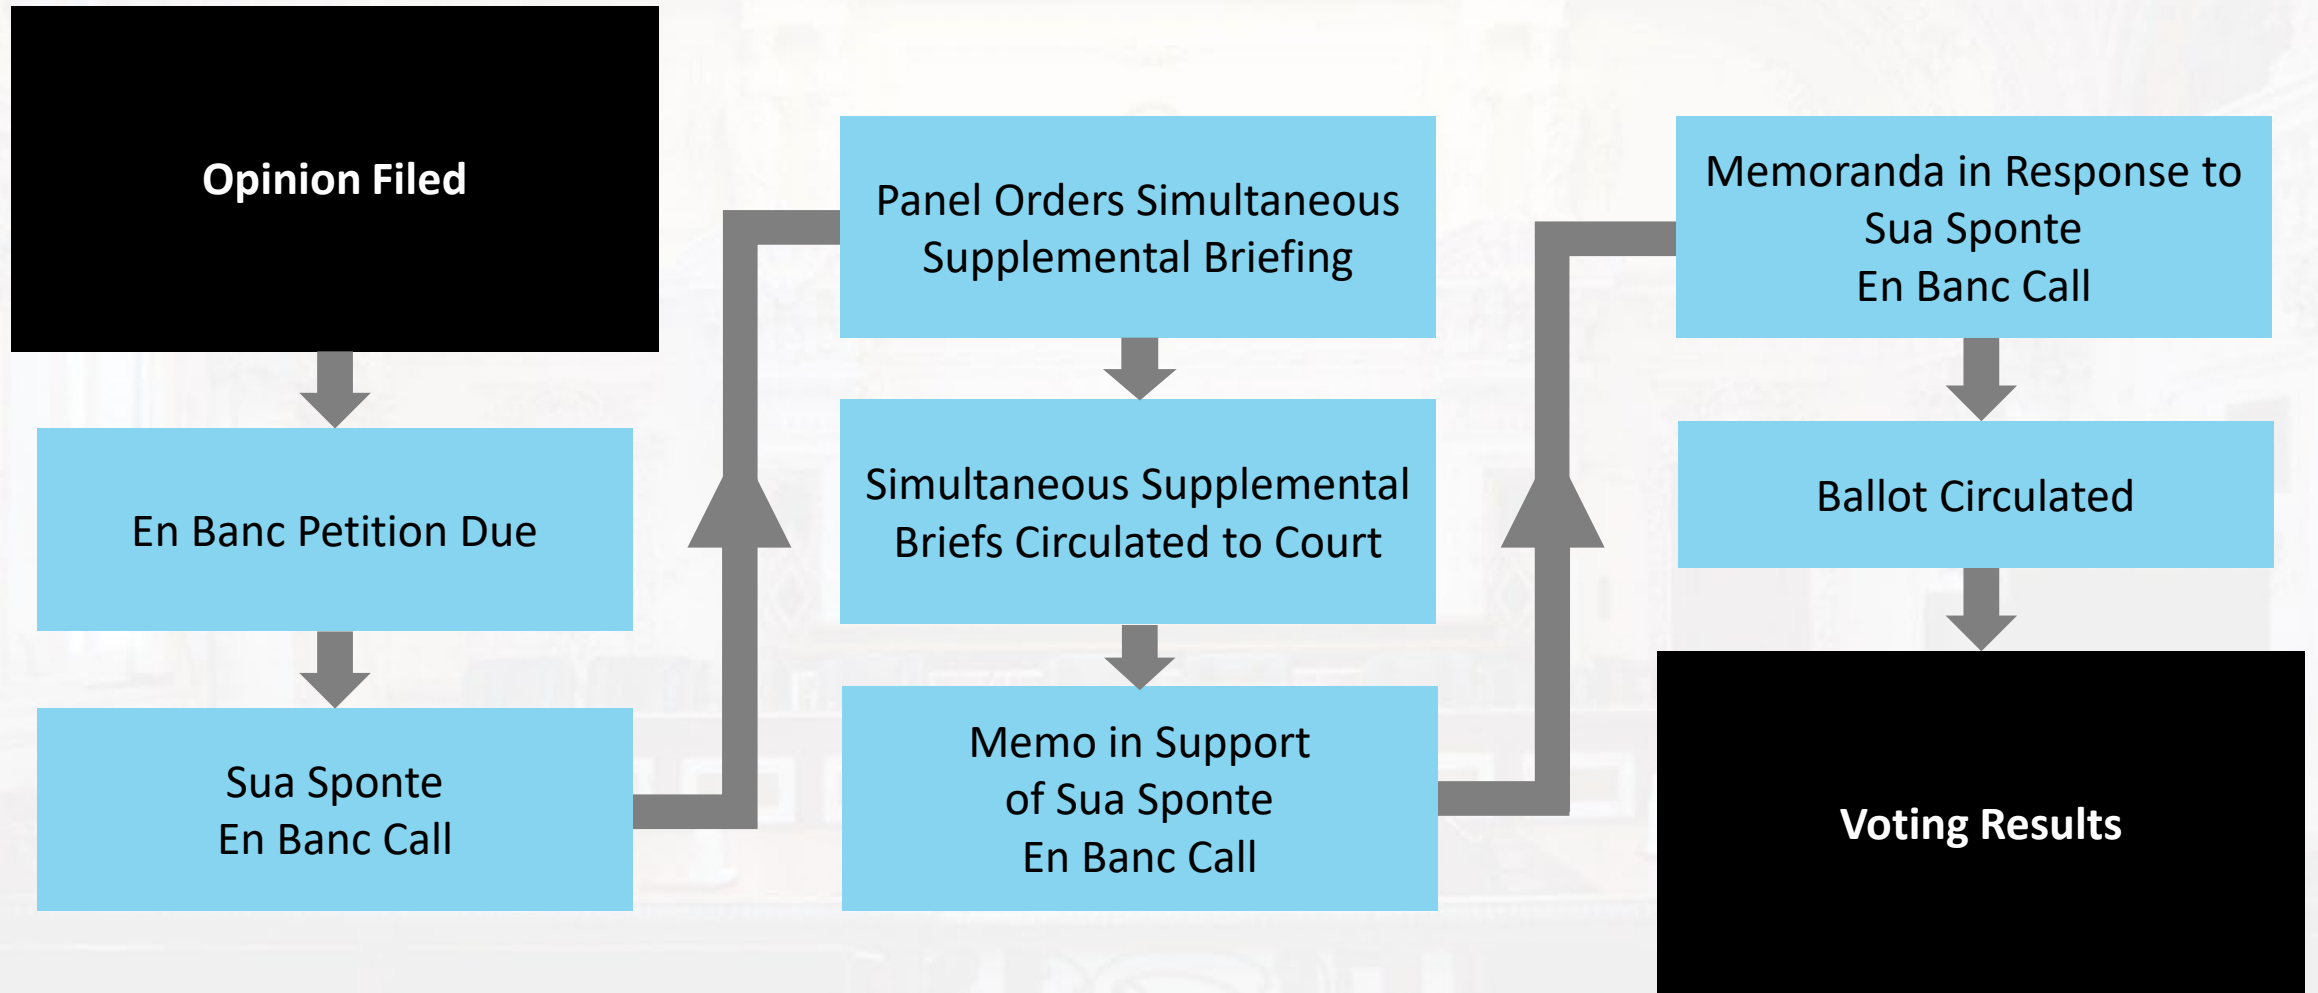 Opinion Filed
En Banc Petition Due
Sua Sponte
En Banc Call
Panel Orders Simultaneous
Supplemental Briefing
Simultaneous Supplemental
Briefs Circulated to Court
Memo in Support
of Sua Sponte
En Banc Call
Memoranda in Response to
Sua Sponte
En Banc Call
Ballot Circulated
Voting Results